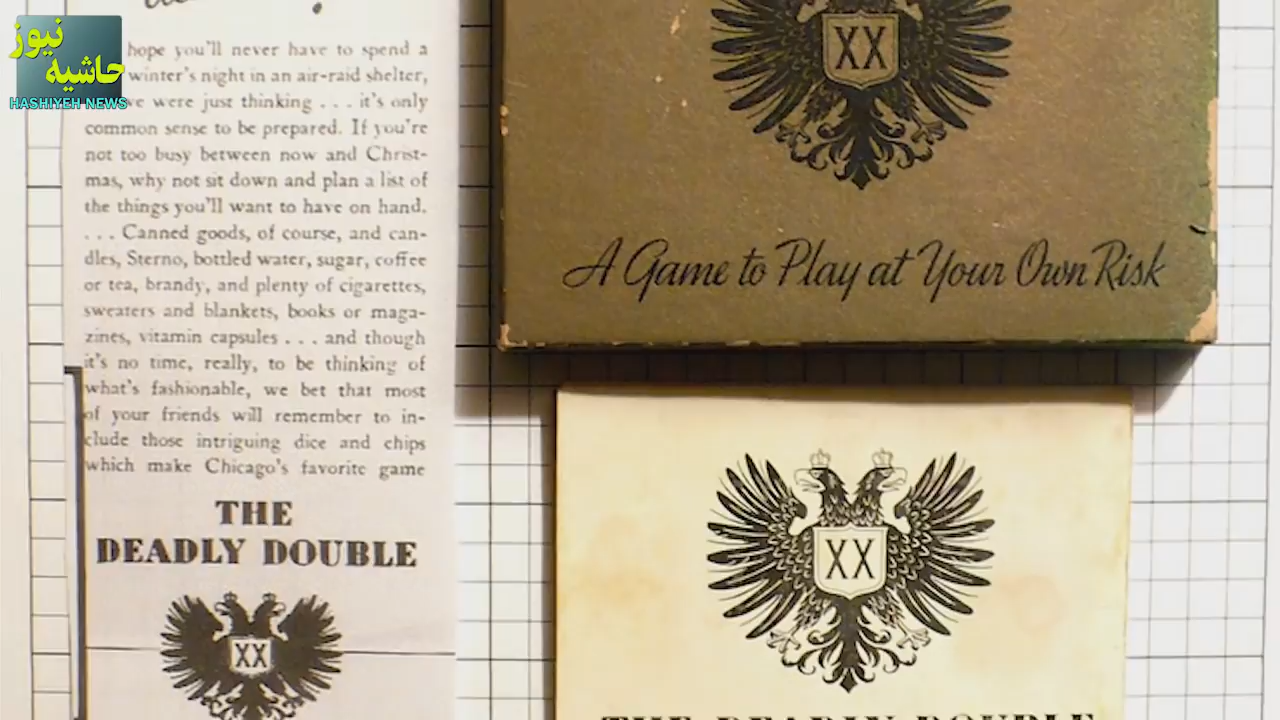 نیوز
حاشیه
HASHIYEH NEWS
hope you'll never have to spend a
winter's night in an air-raid shelter,
we were just thinking . . . it's only
common sense to be prepared. If you're
not too busy between now and Christ-
mas, why not sit down and plan a list of
the things you'll want to have on hand.
. . . Canned goods, of course, and can-
dles, Sterno, bottled water, sugar, coffee
or tea, brandy, and plenty of cigarettes,
sweaters and blankets, books or maga-
zines, vitamin capsules . . . and though
it's no time, really, to be thinking of
what's fashionable, we bet that most
of your friends will remember to in-
clude those intriguing dice and chips
which make Chicago's favorite game
THE
DEADLY DOUBLE
XX
XX
A Game to Play at Your Own Risk
XX
THE DEADLY DOUBLE